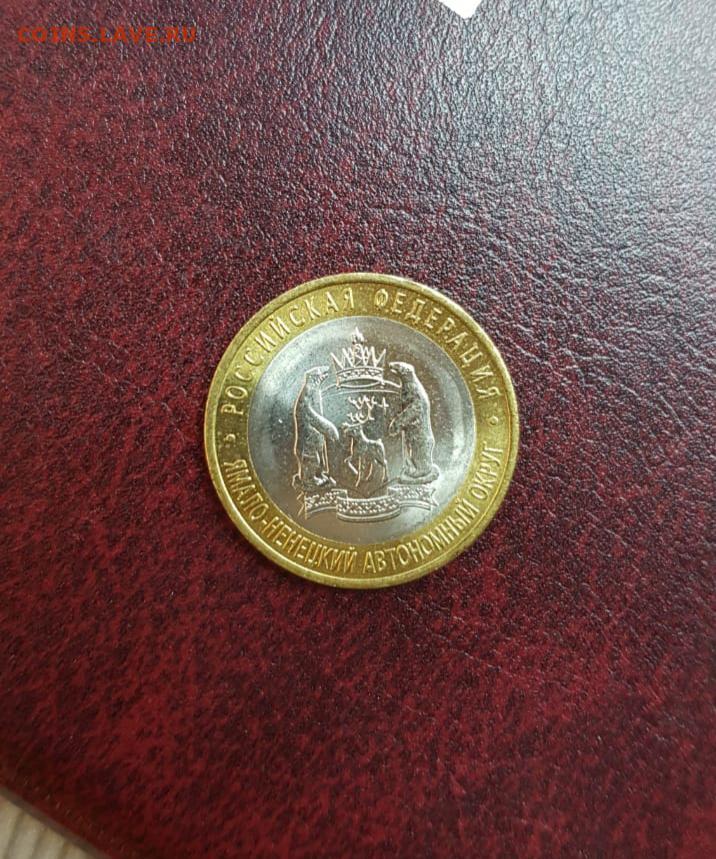 COINS.LAVE.RU
РОССИЙСКАЯ ФЕДЕРАЦИЯ
ЯМАЛО-НЕНЕЦКИЙ АВТОНОМНЫЙ ОКРУГ